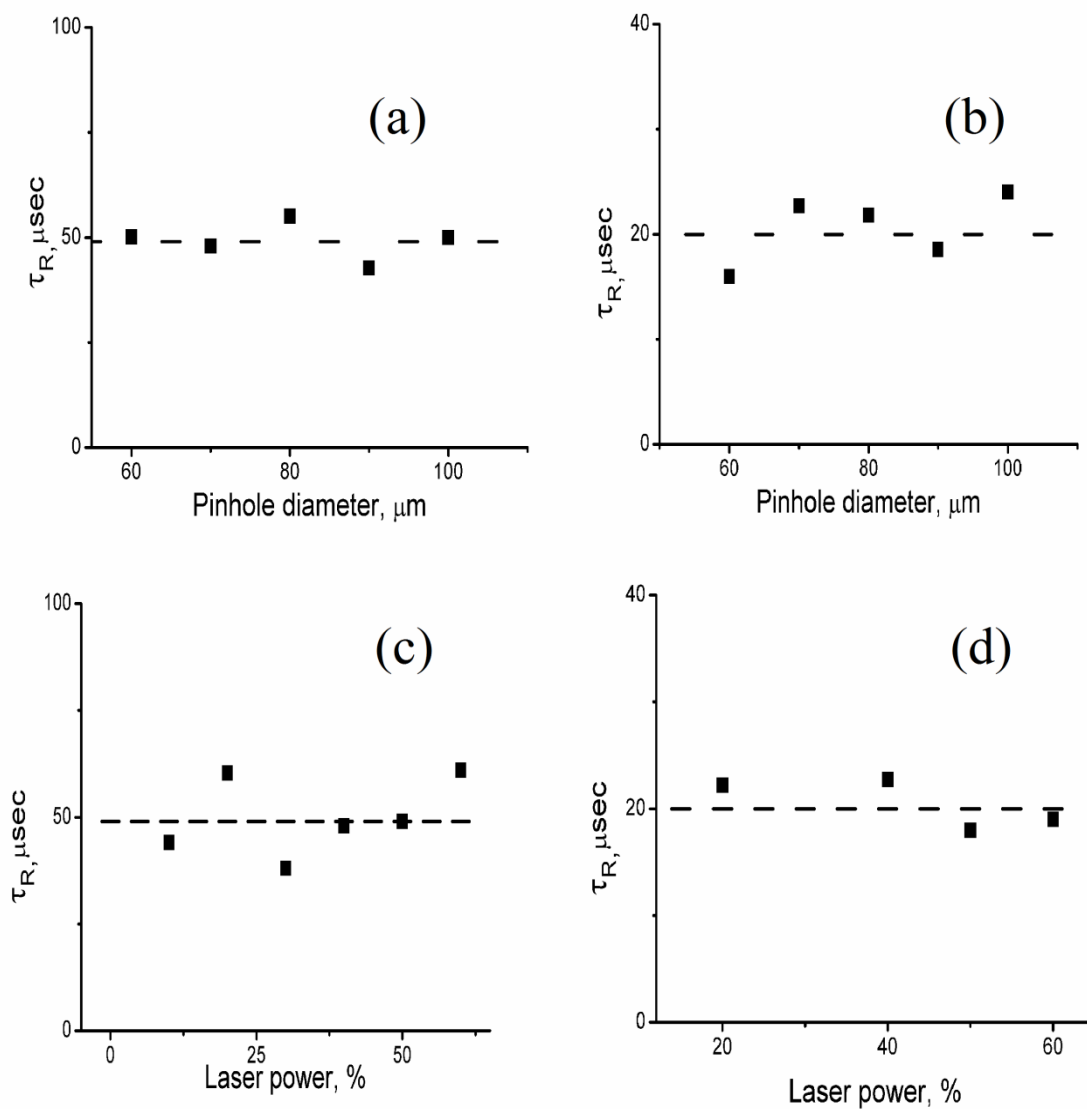 100
(a)
τR, μsec
50
0
60 80 100
Pinhole diameter, μm
40
(b)
τR, μsec
20
0
60 80 100
Pinhole diameter, μm
100
(c)
τR, μsec
50
0
0 25 50
Laser power, %
40
(d)
τR, μsec
20
0
20 40 60
Laser power, %